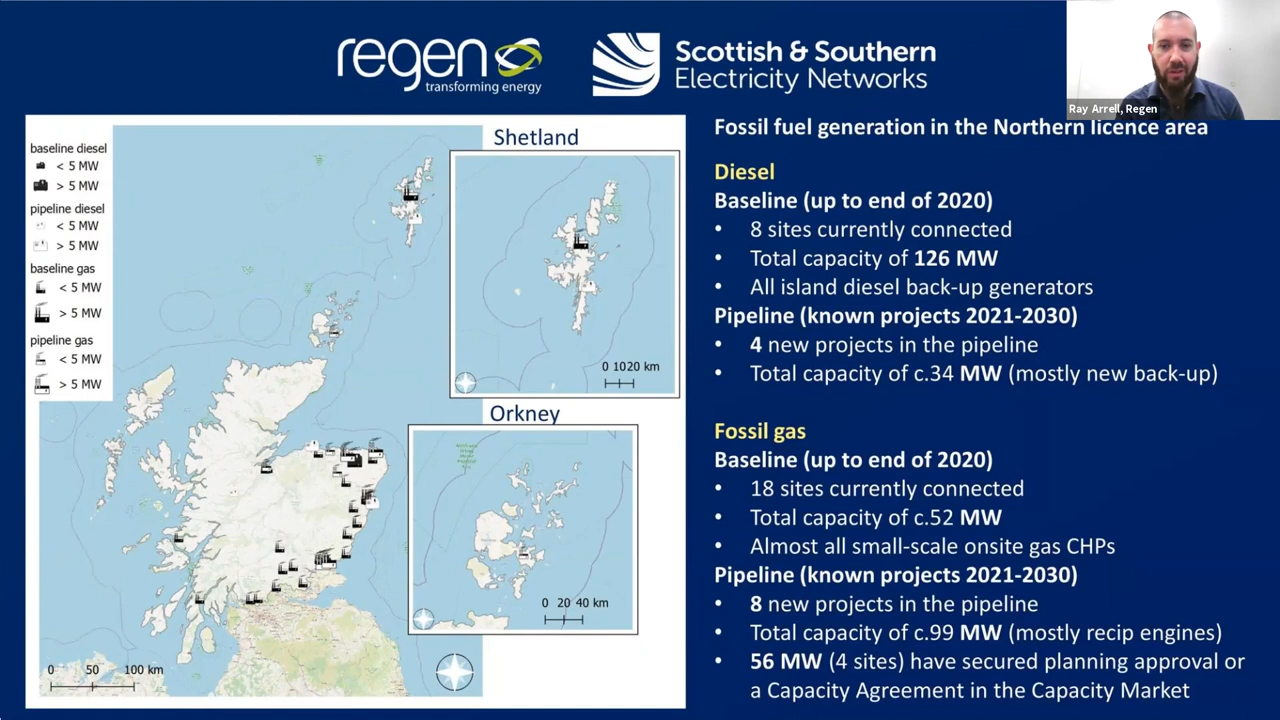 regen
transforming energy
Scottish & Southern
Electricity Networks
Ray Arrell, Regen
Fossil fuel generation in the Northern licence area
baseline diesel
< 5 MW
> 5 MW
pipeline diesel
< 5 MW
> 5 MW
baseline gas
< 5 MW
> 5 MW
pipeline gas
< 5 MW
> 5 MW
0 50 100 km
Shetland
0 1020 km
Orkney
0 20 40 km
Diesel
Baseline (up to end of 2020)
• 8 sites currently connected
• Total capacity of 126 MW
• All island diesel back-up generators
Pipeline (known projects 2021-2030)
• 4 new projects in the pipeline
• Total capacity of c.34 MW (mostly new back-up)
Fossil gas
Baseline (up to end of 2020)
• 18 sites currently connected
• Total capacity of c.52 MW
• Almost all small-scale onsite gas CHPs
Pipeline (known projects 2021-2030)
• 8 new projects in the pipeline
• Total capacity of c.99 MW (mostly recip engines)
• 56 MW (4 sites) have secured planning approval or
a Capacity Agreement in the Capacity Market